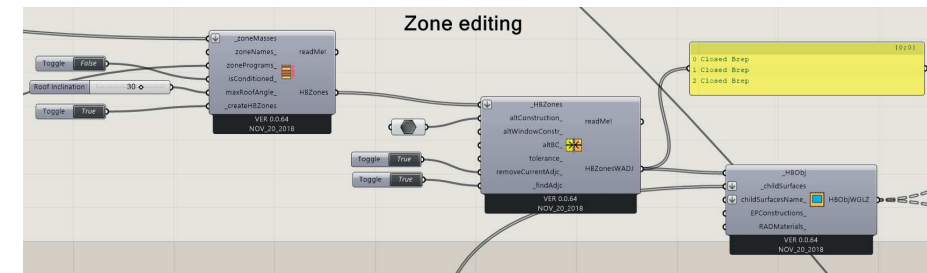 Zone editing
_zoneMasses
zoneNames_
zonePrograms_
isConditioned_
maxRoofAngle_
_createHBZones
readMe!
HBZones
VER 0.0.64
NOV_20_2018
Toggle False
Roof Inclination 30
Toggle True
_HBZones
altConstruction_
altWindowConstr_
altBC_
tolerance_
removeCurrentAdjc_
_findAdjc
readMe!
HBZonesWADJ
VER 0.0.64
NOV_20_2018
Toggle True
Toggle True
{0;0}
0 Closed Brep
1 Closed Brep
2 Closed Brep
_HBObj
_childSurfaces
childSurfacesName_
EPConstructions_
RADMaterials_
HBObjWGLZ
VER 0.0.64
NOV_20_2018